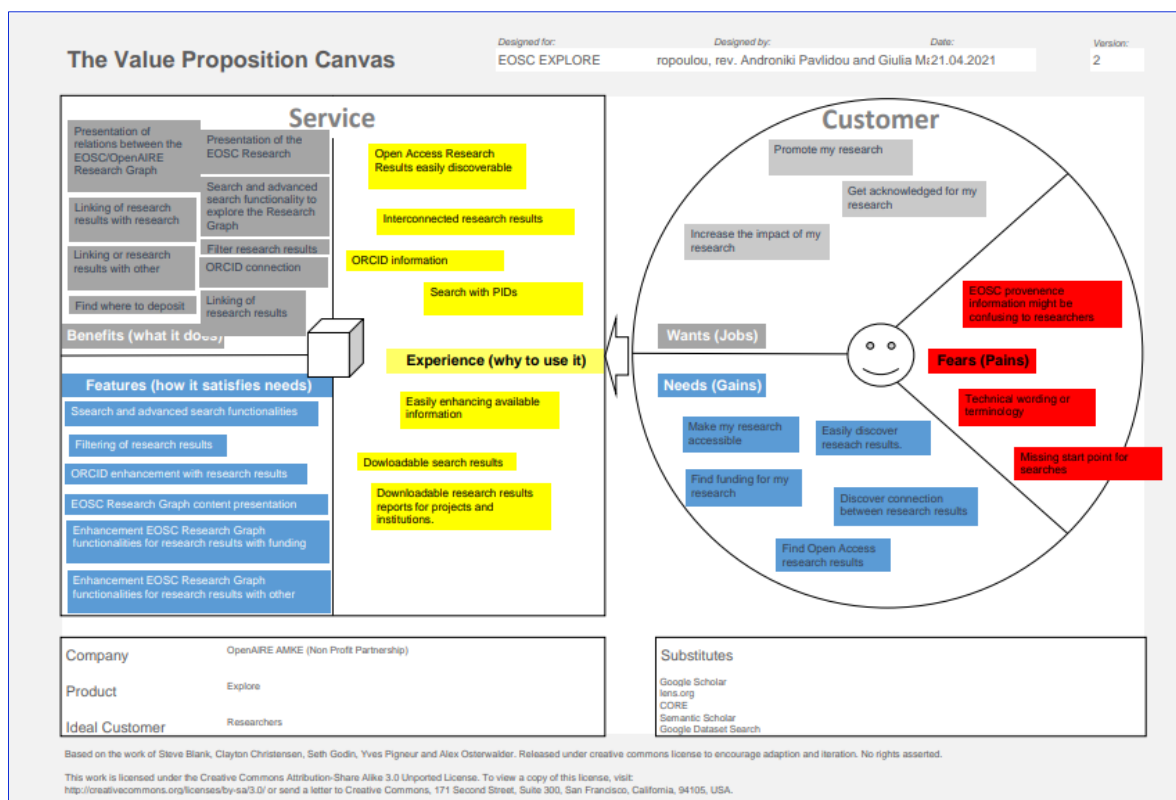 Designed for:
Designed by:
Date:
Version:
The Value Proposition Canvas
EOSC EXPLORE
ropoulou, rev. Androniki Pavlidou and Giulia Ma
21.04.2021
2
Service
Presentation of
relations between the
EOSC/OpenAIRE
Research Graph
Presentation of the
EOSC Research
Linking of research
results with research
Search and advanced
search functionality to
explore the Research
Graph
Filter research results
Linking or research
results with other
ORCID connection
Find where to deposit
Linking of
research results
Benefits (what it does)
Open Access Research
Results easily discoverable
Interconnected research results
ORCID information
Search with PIDs
Experience (why to use it)
Easily enhancing available
information
Dowloadable search results
Downloadable research results
reports for projects and
institutions.
Features (how it satisfies needs)
Ssearch and advanced search functionalities
Filtering of research results
ORCID enhancement with research results
EOSC Research Graph content presentation
Enhancement EOSC Research Graph
functionalities for research results with funding
Enhancement EOSC Research Graph
functionalities for research results with other
Customer
Promote my research
Get acknowledged for my
research
Increase the impact of my
research
Wants (Jobs)
EOSC provenence
information might be
confusing to researchers
Fears (Pains)
Technical wording or
terminology
Missing start point for
searches
Needs (Gains)
Make my research
accessible
Easily discover
reseach results.
Find funding for my
research
Discover connection
between research results
Find Open Access
research results
Company
OpenAIRE AMKE (Non Profit Partnership)
Product
Explore
Ideal Customer
Researchers
Substitutes
Google Scholar
lens.org
CORE
Semantic Scholar
Google Dataset Search
Based on the work of Steve Blank, Clayton Christensen, Seth Godin, Yves Pigneur and Alex Osterwalder. Released under creative commons license to encourage adaption and iteration. No rights asserted.
This work is licensed under the Creative Commons Attribution-Share Alike 3.0 Unported License. To view a copy of this license, visit:
http://creativecommons.org/licenses/by-sa/3.0/ or send a letter to Creative Commons, 171 Second Street, Suite 300, San Francisco, California, 94105, USA.